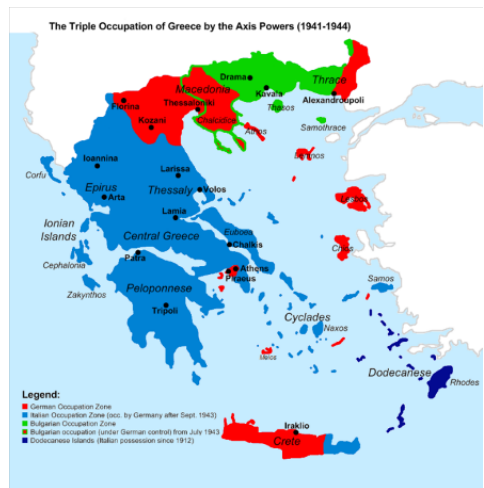 The Triple Occupation of Greece by the Axis Powers (1941-1944)
Drama
Kavala
Thrace
Macedonia
Alexandroupoli
Florina
Thessaloniki
Thasos
Kozani
Chalcidice
Samothrace
Athos
Lemnos
Ioannina
Larissa
Corfu
Epirus
Thessaly
Volos
Arta
Lesbos
Lamia
Ionian
Islands
Euboea
Central Greece
Chalkis
Chios
Cephalonia
Patra
Athens
Piraeus
Samos
Zakynthos
Peloponnese
Tripoli
Cyclades
Naxos
Milos
Dodecanese
Rhodes
Legend:
German Occupation Zone
Italian Occupation Zone (occ. by Germany after Sept. 1943)
Bulgarian Occupation Zone
Bulgarian occupation (under German control) from July 1943
Dodecanese Islands (Italian possession since 1912)
Iraklio
Crete